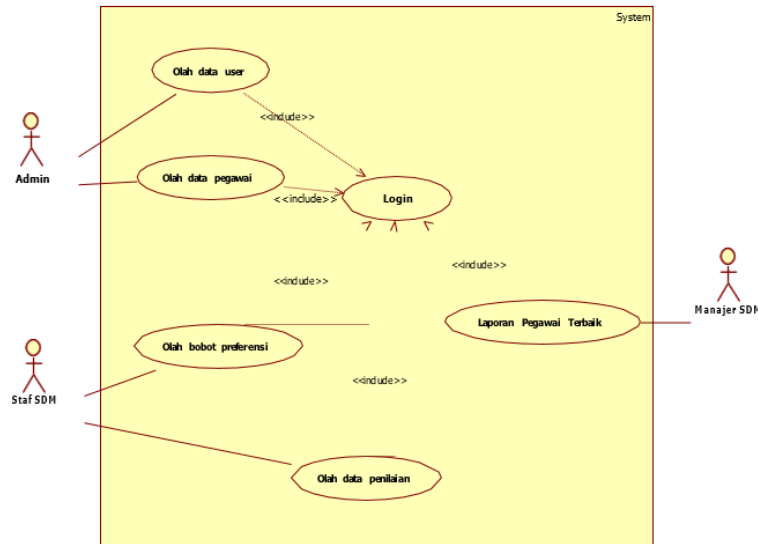 System
Olah data user
<<include>>
Admin
Olah data pegawai
<<include>>
Login
<<include>>
<<include>>
Manajer SDM
Laporan Pegawai Terbaik
Olah bobot preferensi
<<include>>
Staf SDM
Olah data penilaian